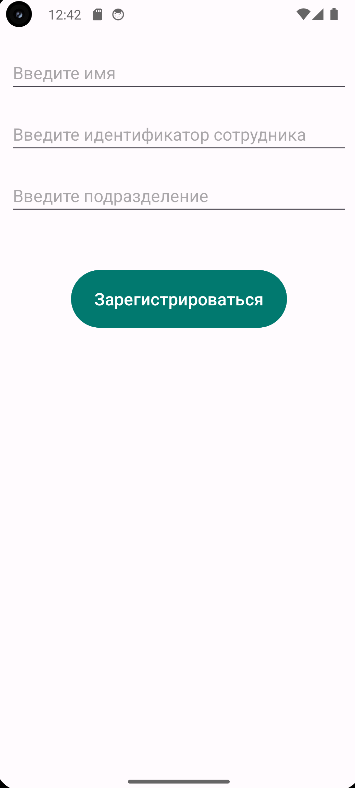 12:42
Введите имя
Введите идентификатор сотрудника
Введите подразделение
Зарегистрироваться